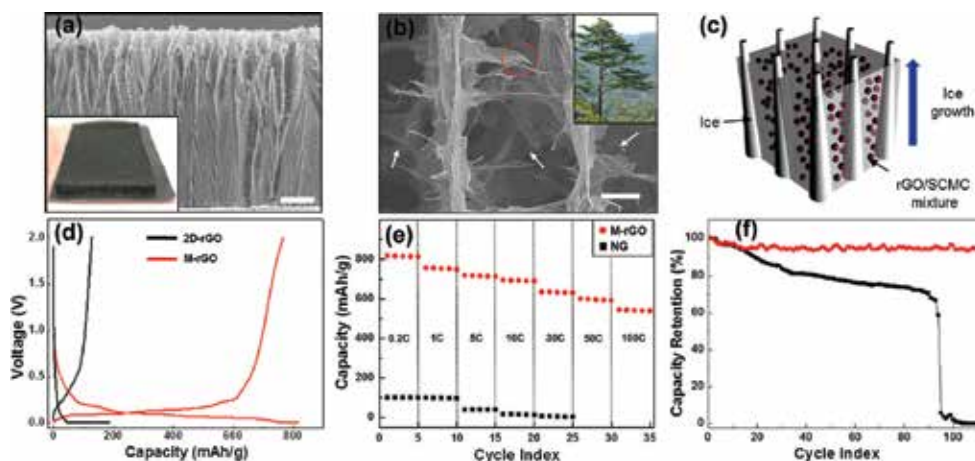 (a)
(b)
(c)
Ice
Ice
growth
rGO/SCMC
mixture
(d)
2D-rGO
M-rGO
Voltage (V)
2.0
1.5
1.0
0.5
0.0
0
200
400
600
800
Capacity (mAh/g)
(e)
M-rGO
NG
Capacity (mAh/g)
800
600
400
200
0
0.2C
1C
5C
10C
50C
100C
0
5
10
15
20
25
30
35
Cycle Index
(f)
Capacity Retention (%)
100
80
60
40
20
0
0
20
40
60
80
100
Cycle Index